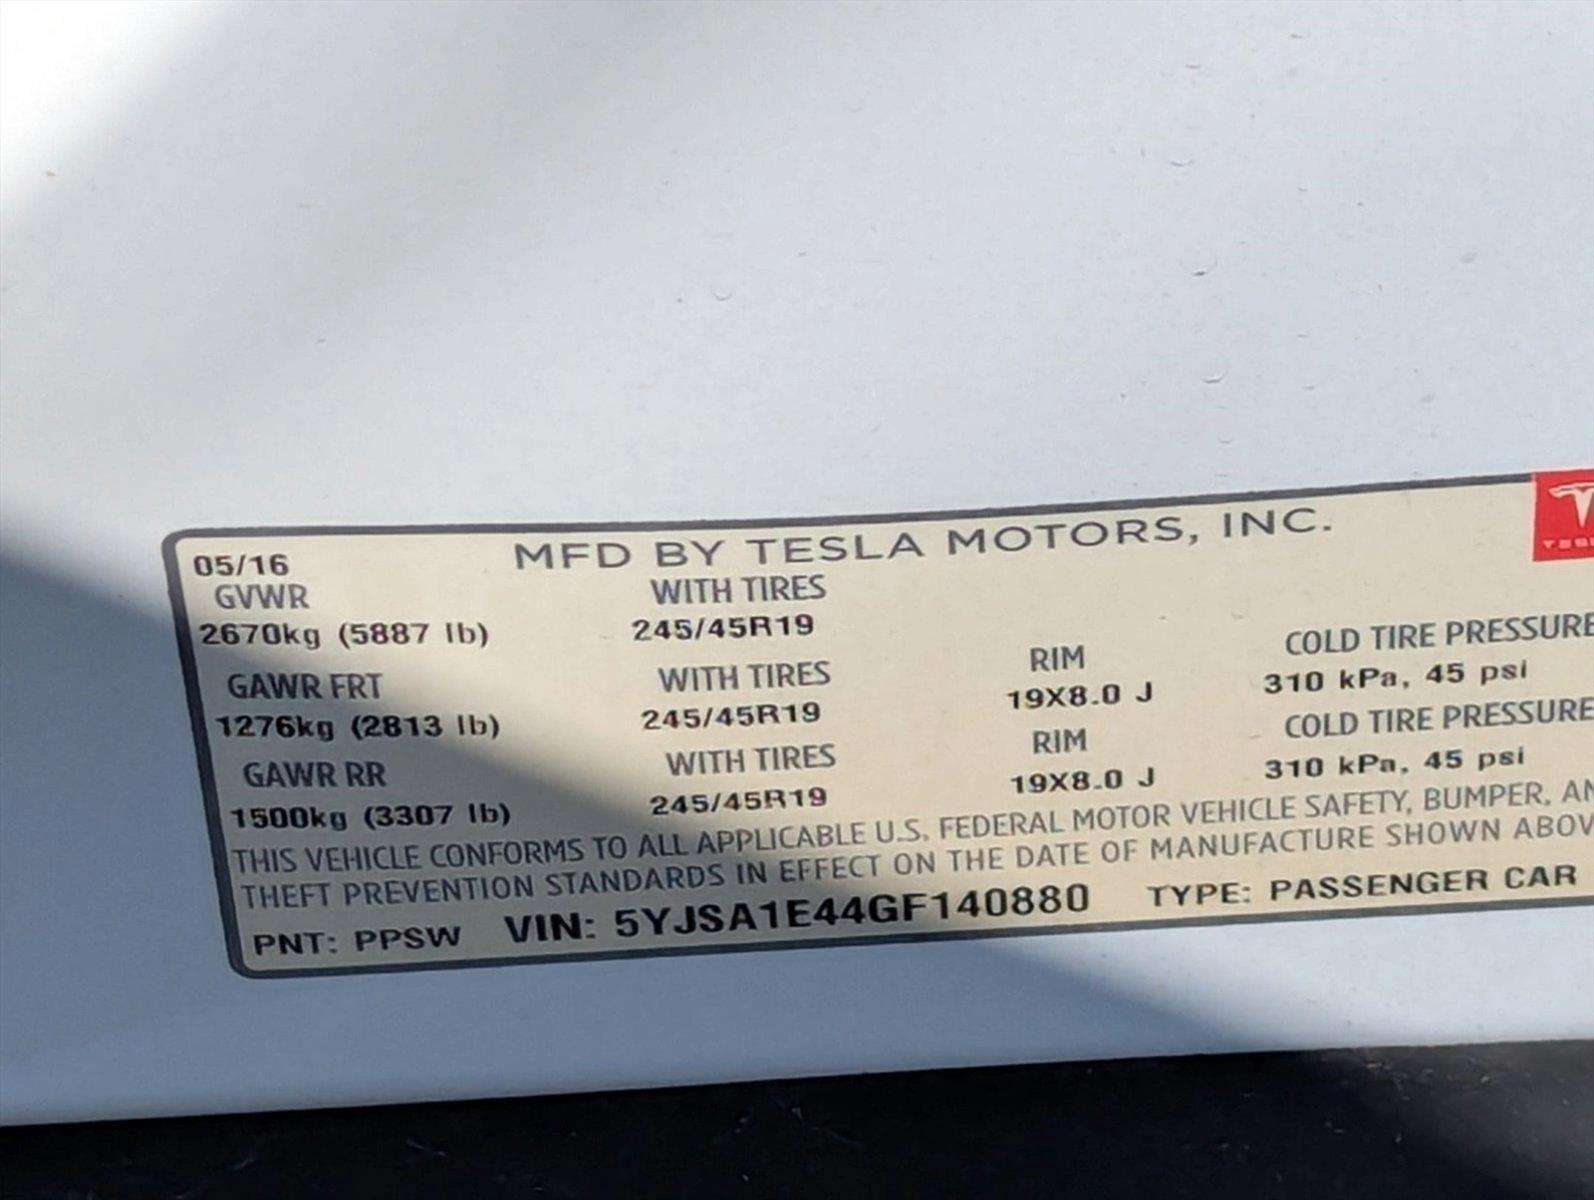 05/16 MFD BY TESLA MOTORS, INC.
GVWR WITH TIRES
2670kg (5887 lb) 245/45R19
GAWR FRT WITH TIRES RIM COLD TIRE PRESSURE
1276kg (2813 lb) 245/45R19 19X8.0 J 310 kPa, 45 psi
GAWR RR WITH TIRES RIM COLD TIRE PRESSURE
1500kg (3307 lb) 245/45R19 19X8.0 J 310 kPa, 45 psi
THIS VEHICLE CONFORMS TO ALL APPLICABLE U.S. FEDERAL MOTOR VEHICLE SAFETY, BUMPER, AN
THEFT PREVENTION STANDARDS IN EFFECT ON THE DATE OF MANUFACTURE SHOWN ABOV
PNT: PPSW VIN: 5YJSA1E44GF140880 TYPE: PASSENGER CAR